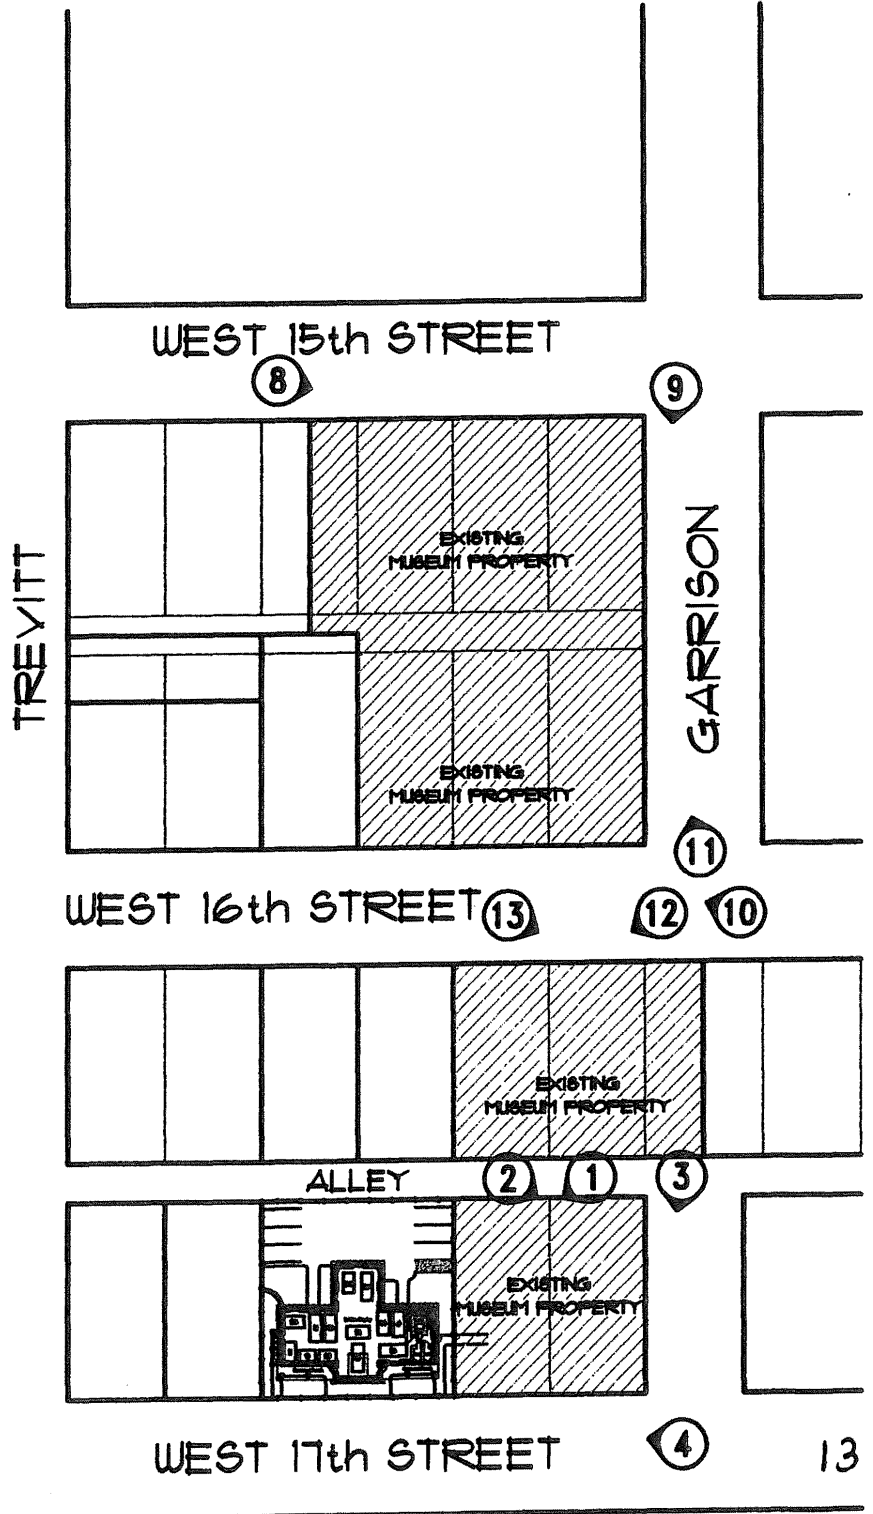 WEST 15th STREET
8
9
EXISTING
MUSEUM PROPERTY
TREVITT
GARRISON
EXISTING
MUSEUM PROPERTY
11
WEST 16th STREET
13
12
10
EXISTING
MUSEUM PROPERTY
ALLEY
2
1
3
EXISTING
MUSEUM PROPERTY
WEST 17th STREET
4
13